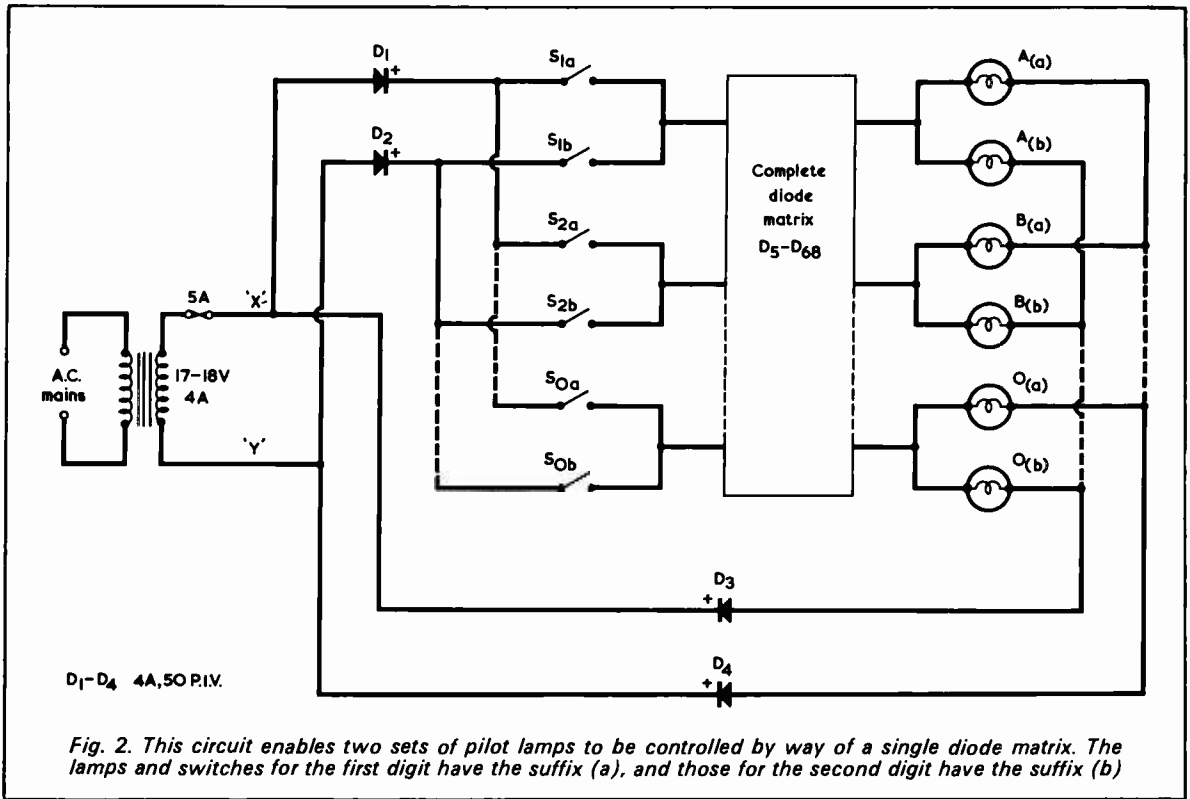 D1
+
S1a
A(a)
D2
+
S1b
A(b)
Complete
diode
matrix
D5-D68
S2a
B(a)
5A
'X'
S2b
B(b)
A.C.
mains
17-18V
4A
S0a
O(a)
'Y'
S0b
O(b)
D3
+
D4
+
D1-D4 4A,50 P.I.V.
Fig. 2. This circuit enables two sets of pilot lamps to be controlled by way of a single diode matrix. The
lamps and switches for the first digit have the suffix (a), and those for the second digit have the suffix (b)